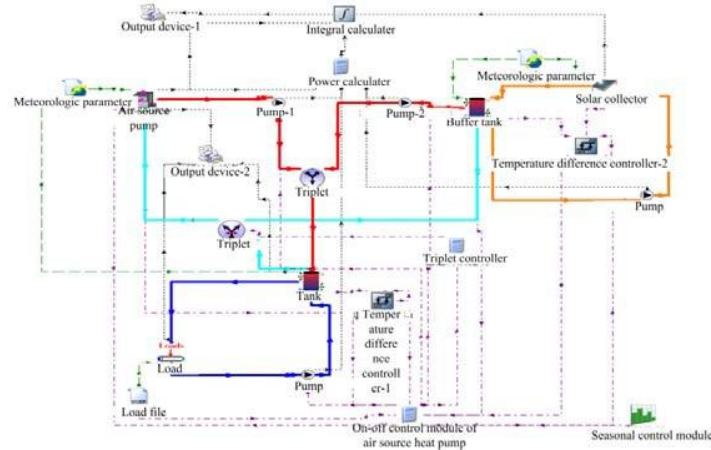 Output device-1
Integral calculater
Power calculater
Meteorologic parameter
Meteorologic parameter
Air source
pump
Pump-1
Pump-2
Buffer tank
Solar collector
Output device-2
Temperature difference controller-2
Triplet
Pump
Triplet
Triplet controller
Tank
Temper
ature
differe
nce
control
ler-1
Loads
Load
Pump
Load file
On-off control module of
air source heat pump
Seasonal control module